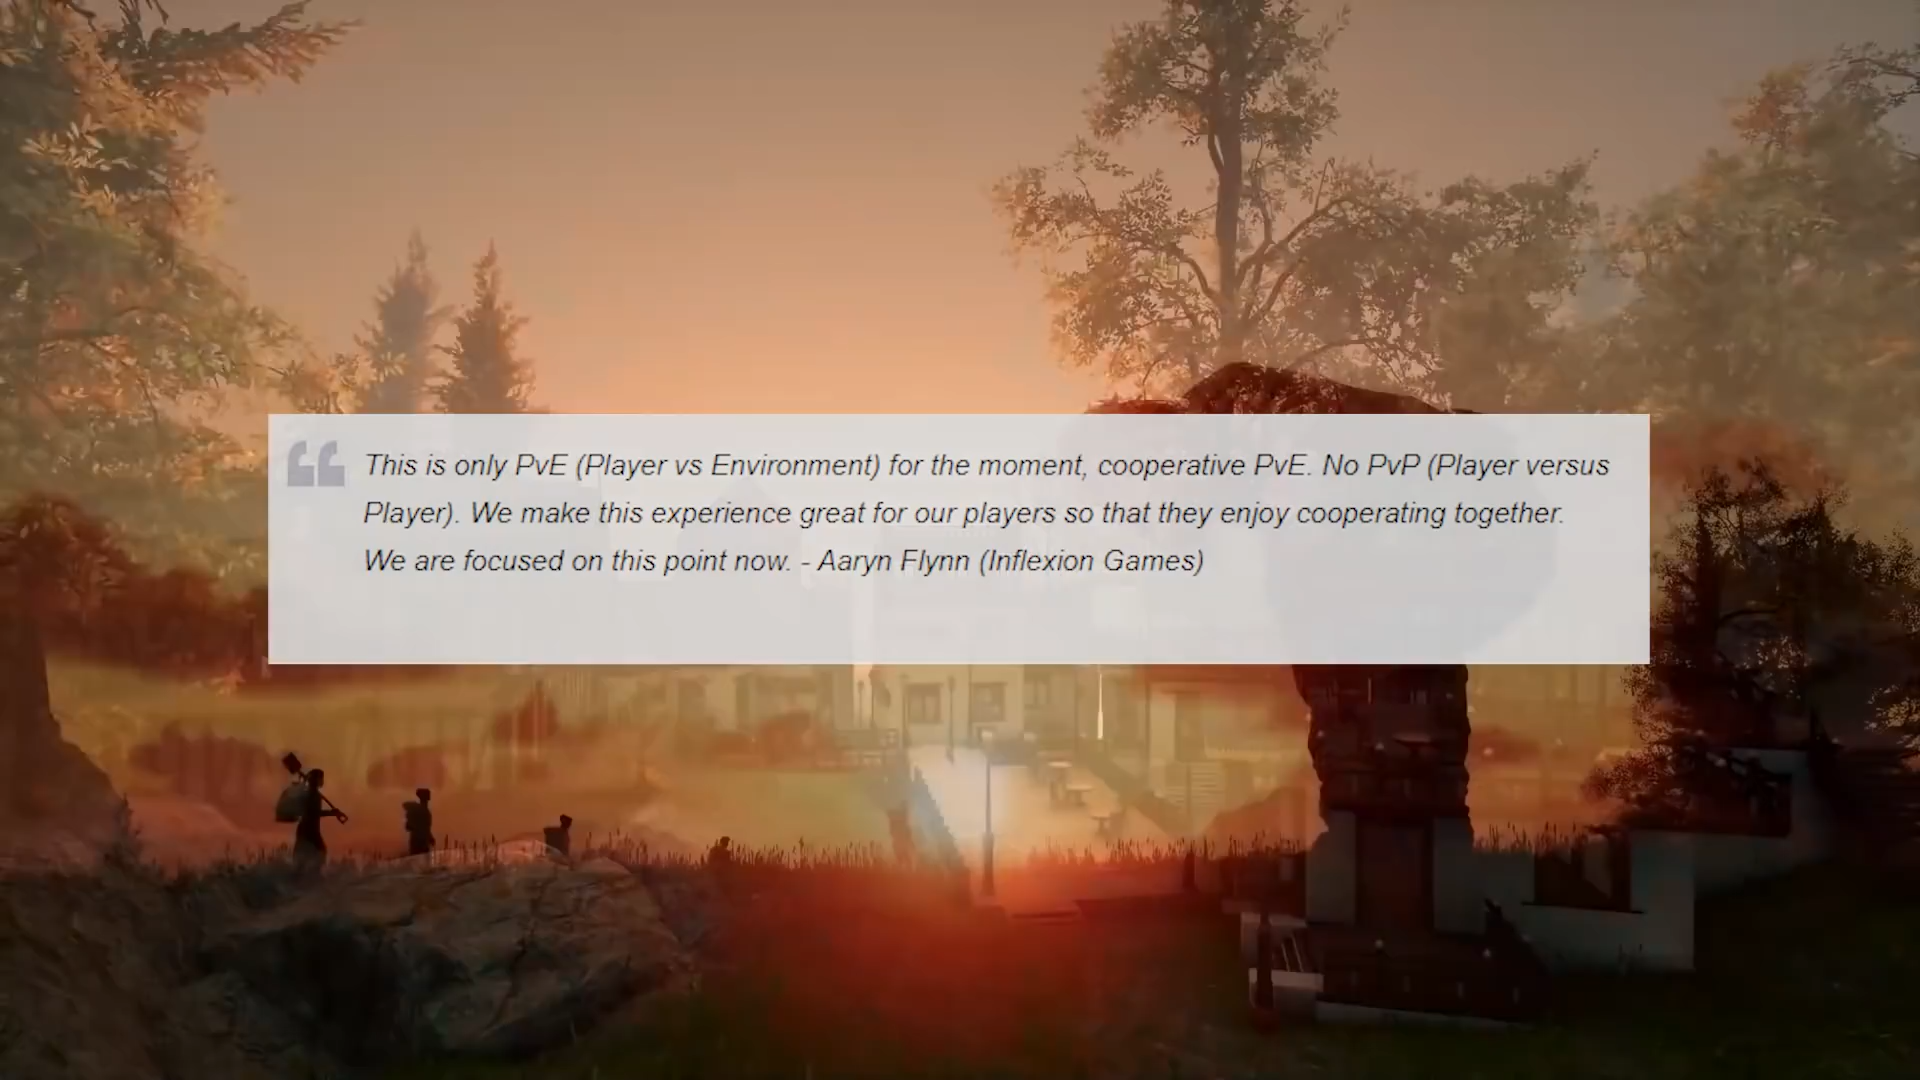 This is only PvE (Player vs Environment) for the moment, cooperative PvE. No PvP (Player versus
Player). We make this experience great for our players so that they enjoy cooperating together.
We are focused on this point now. - Aaryn Flynn (Inflexion Games)